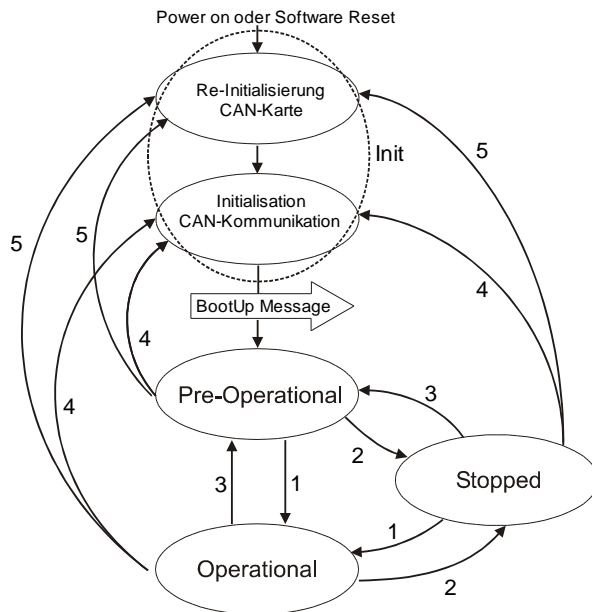 Power on oder Software Reset
Re-Initialisierung
CAN-Karte
Init
5
Initialisation
CAN-Kommunikation
5
5
4
BootUp Message
4
4
Pre-Operational
3
2
3
1
Stopped
1
Operational
2